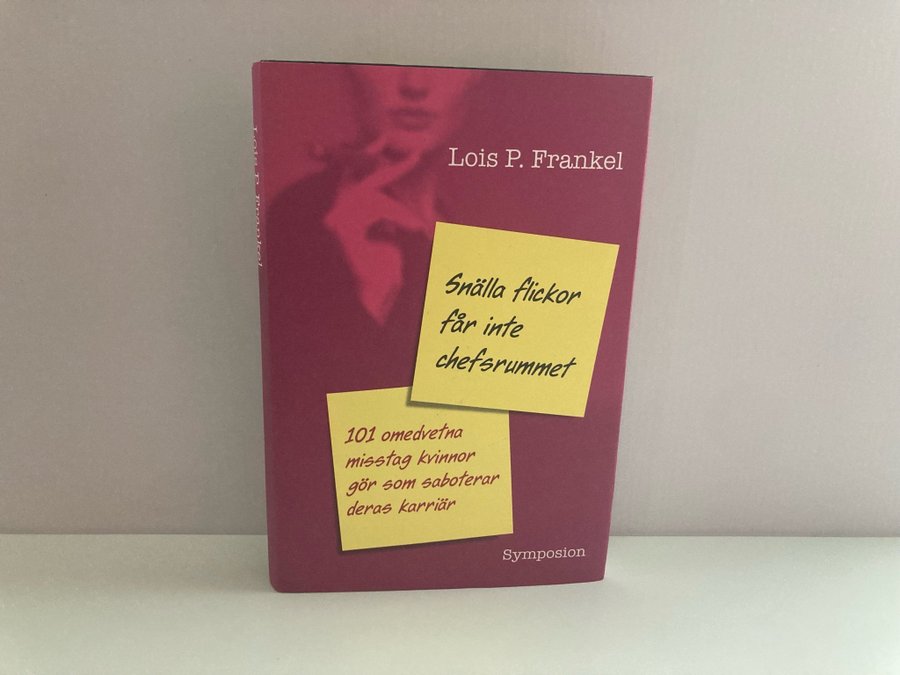 Lois P. Frankel
Lois P. Frankel
Snälla flickor
får inte
chefsrummet
101 omedvetna
misstag kvinnor
gör som saboterar
deras karriär
Symposion